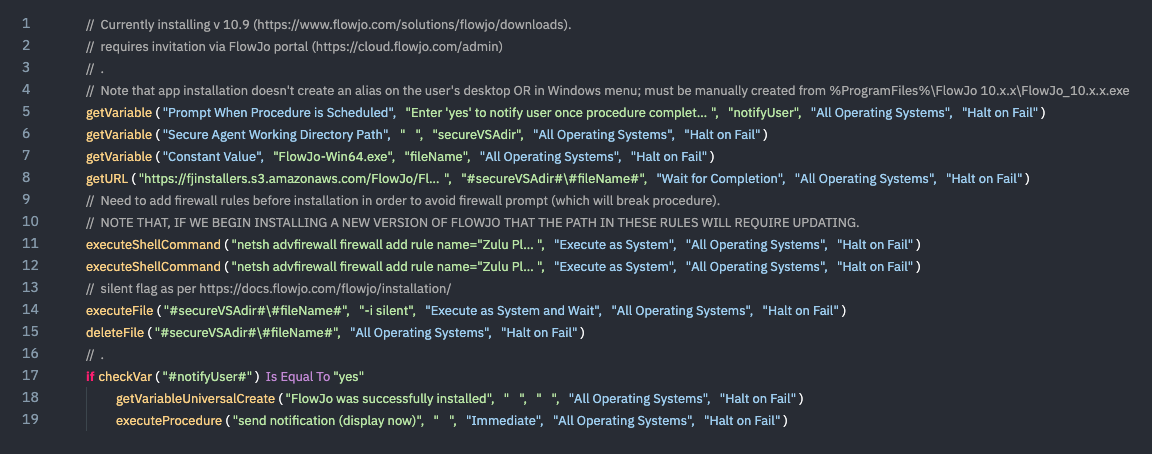 1 // Currently installing v 10.9 (https://www.flowjo.com/solutions/flowjo/downloads).
2 // requires invitation via FlowJo portal (https://cloud.flowjo.com/admin)
3 // .
4 // Note that app installation doesn't create an alias on the user's desktop OR in Windows menu; must be manually created from %ProgramFiles%\FlowJo 10.x.x\FlowJo_10.x.x.exe
5 getVariable ("Prompt When Procedure is Scheduled", "Enter 'yes' to notify user once procedure complet... ", "notifyUser", "All Operating Systems", "Halt on Fail")
6 getVariable ("Secure Agent Working Directory Path", " ", "secureVSAdir", "All Operating Systems", "Halt on Fail")
7 getVariable ("Constant Value", "FlowJo-Win64.exe", "fileName", "All Operating Systems", "Halt on Fail")
8 getURL ("https://fjinstallers.s3.amazonaws.com/FlowJo/Fl... ", "#secureVSAdir#\#fileName#", "Wait for Completion", "All Operating Systems", "Halt on Fail")
9 // Need to add firewall rules before installation in order to avoid firewall prompt (which will break procedure).
10 // NOTE THAT, IF WE BEGIN INSTALLING A NEW VERSION OF FLOWJO THAT THE PATH IN THESE RULES WILL REQUIRE UPDATING.
11 executeShellCommand ("netsh advfirewall firewall add rule name="Zulu Pl... ", "Execute as System", "All Operating Systems", "Halt on Fail")
12 executeShellCommand ("netsh advfirewall firewall add rule name="Zulu Pl... ", "Execute as System", "All Operating Systems", "Halt on Fail")
13 // silent flag as per https://docs.flowjo.com/flowjo/installation/
14 executeFile ("#secureVSAdir#\#fileName#", "-i silent", "Execute as System and Wait", "All Operating Systems", "Halt on Fail")
15 deleteFile ("#secureVSAdir#\#fileName#", "All Operating Systems", "Halt on Fail")
16 // .
17 if checkVar ("#notifyUser#") Is Equal To "yes"
18 getVariableUniversalCreate ("FlowJo was successfully installed", " ", " ", "All Operating Systems", "Halt on Fail")
19 executeProcedure ("send notification (display now)", " ", "Immediate", "All Operating Systems", "Halt on Fail")